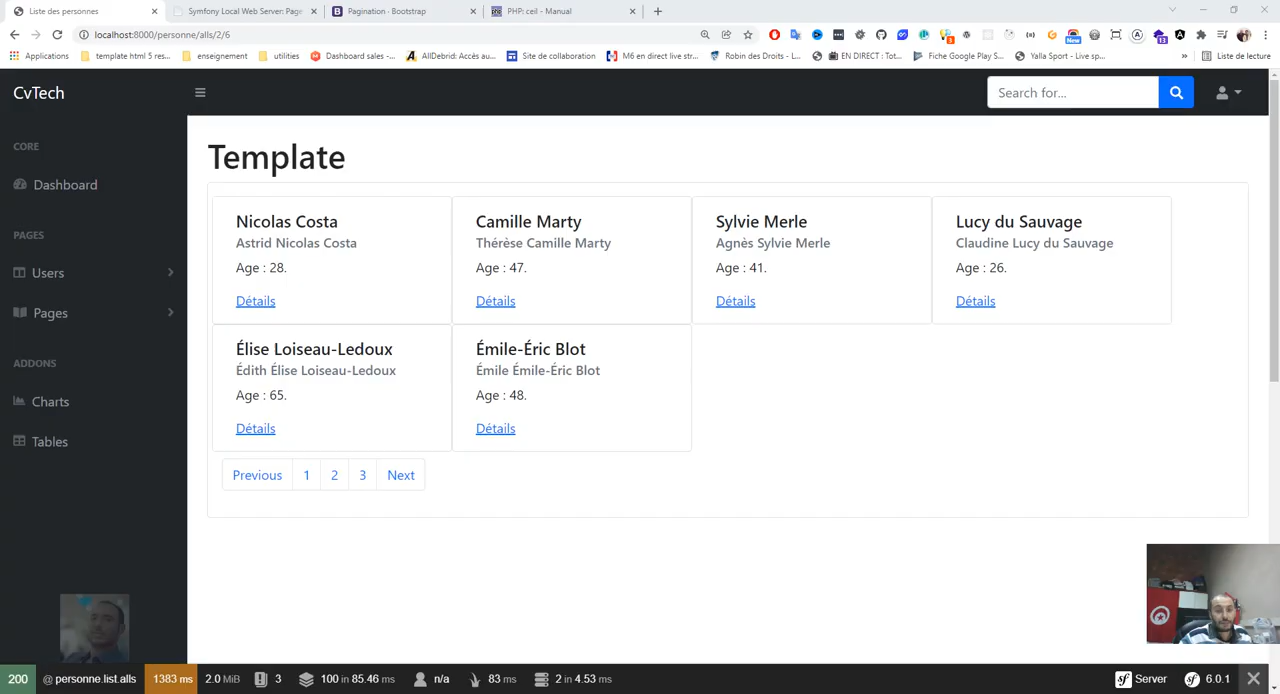 Liste des personnes
Symfony Local Web Server: Page
Pagination · Bootstrap
PHP: ceil - Manual
localhost:8000/personne/alls/2/6
Applications
template html 5 res...
enseignement
utilities
Dashboard sales -...
AllDebrid: Accès au...
Site de collaboration
M6 en direct live str...
Robin des Droits - L...
EN DIRECT : Tot...
Fiche Google Play S...
Yalla Sport - Live sp...
Liste de lecture
CvTech
Search for...
CORE
Dashboard
PAGES
Users
Pages
ADDONS
Charts
Tables
Template
Nicolas Costa
Astrid Nicolas Costa
Age : 28.
Détails
Camille Marty
Thérèse Camille Marty
Age : 47.
Détails
Sylvie Merle
Agnès Sylvie Merle
Age : 41.
Détails
Lucy du Sauvage
Claudine Lucy du Sauvage
Age : 26.
Détails
Élise Loiseau-Ledoux
Édith Élise Loiseau-Ledoux
Age : 65.
Détails
Émile-Éric Blot
Émile Émile-Éric Blot
Age : 48.
Détails
Previous 1 2 3 Next
200 @ personne.list.alls 1383 ms 2.0 MiB 3 100 in 85.46 ms n/a 83 ms 2 in 4.53 ms Server 6.0.1